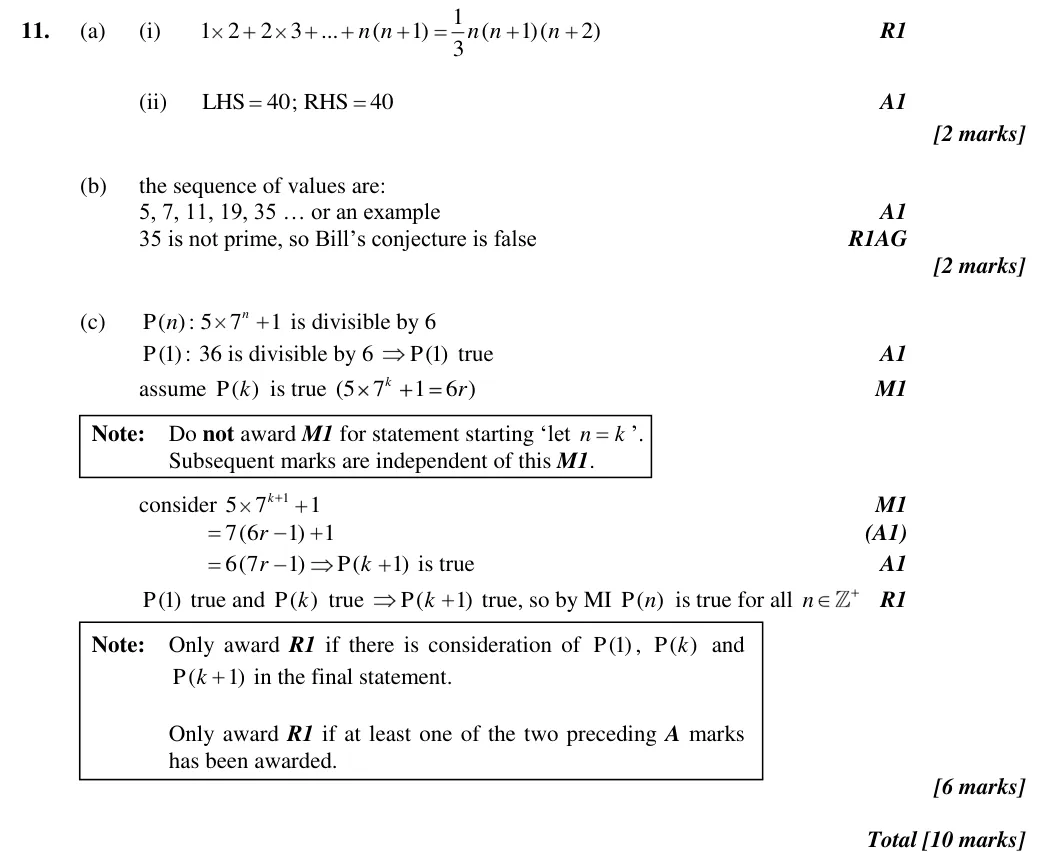 11. (a) (i) 1×2+2×3+...+n(n+1)=1/3 n(n+1)(n+2) R1
(ii) LHS = 40; RHS = 40 A1
[2 marks]
(b) the sequence of values are:
5, 7, 11, 19, 35 … or an example A1
35 is not prime, so Bill’s conjecture is false R1AG
[2 marks]
(c) P(n): 5×7ⁿ +1 is divisible by 6
P(1): 36 is divisible by 6 ⇒ P(1) true A1
assume P(k) is true (5×7ᵏ +1=6r) M1
Note: Do not award M1 for statement starting ‘let n = k ’.
Subsequent marks are independent of this M1.
consider 5×7ᵏ⁺¹ +1 M1
=7(6r −1)+1 (A1)
=6(7r −1) ⇒ P(k +1) is true A1
P(1) true and P(k) true ⇒ P(k +1) true, so by MI P(n) is true for all n∈ℤ⁺ R1
Note: Only award R1 if there is consideration of P(1), P(k) and
P(k +1) in the final statement.
Only award R1 if at least one of the two preceding A marks
has been awarded.
[6 marks]
Total [10 marks]